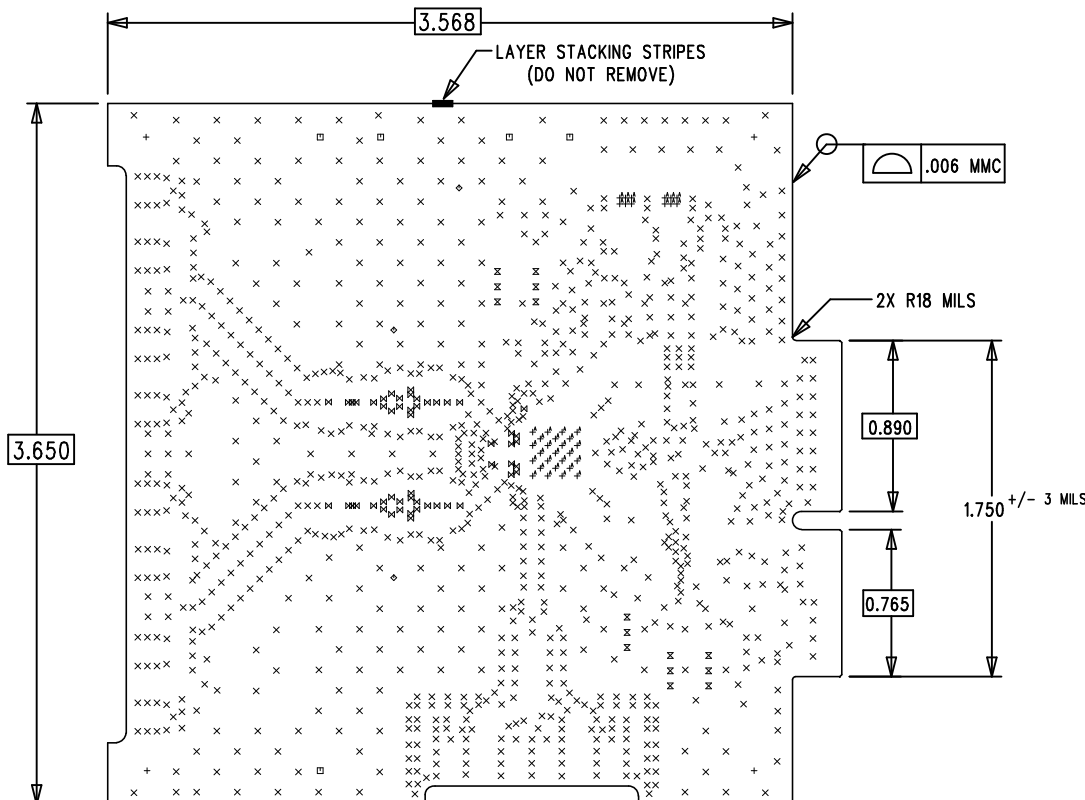 3.568
LAYER STACKING STRIPES
(DO NOT REMOVE)
.006 MMC
2X R18 MILS
0.890
3.650
1.750 +/- 3 MILS
0.765